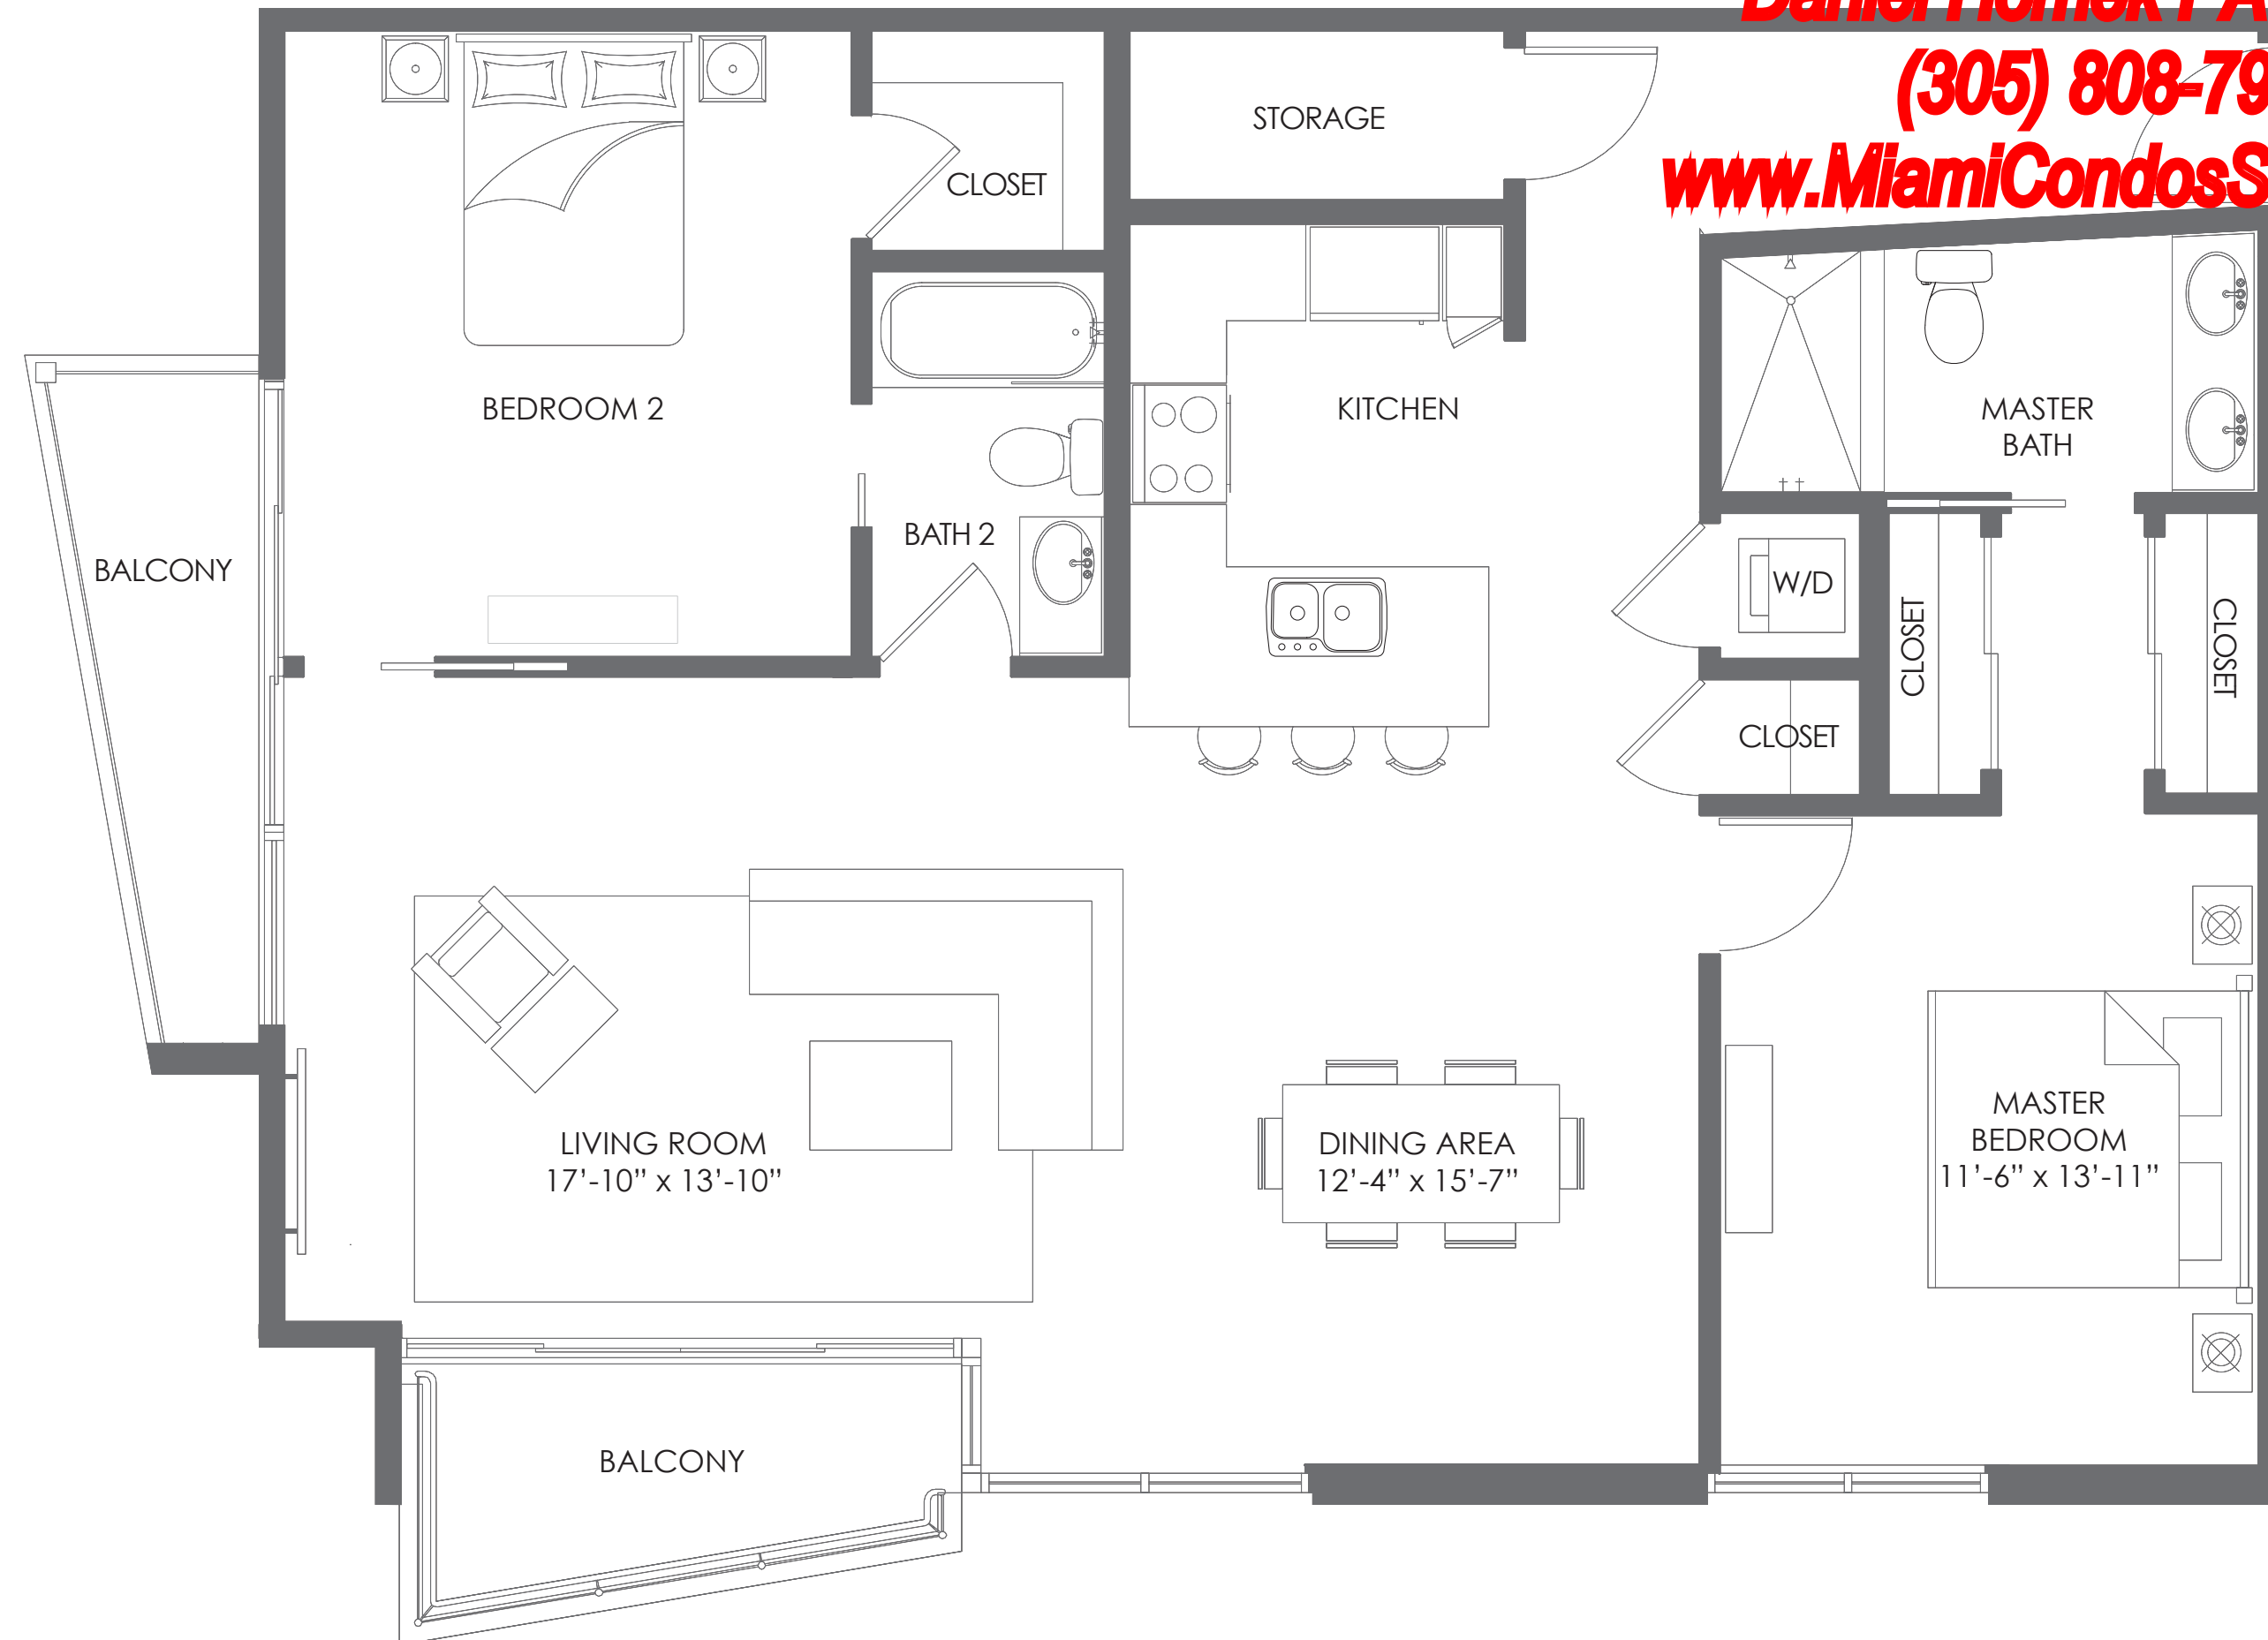 (305) 808-79
www.MiamiCondosS
STORAGE
CLOSET
BEDROOM 2
KITCHEN
MASTER
BATH
BATH 2
BALCONY
W/D
CLOSET
CLOSET
CLOSET
LIVING ROOM
17'-10" x 13'-10"
DINING AREA
12'-4" x 15'-7"
MASTER
BEDROOM
11'-6" x 13'-11"
BALCONY